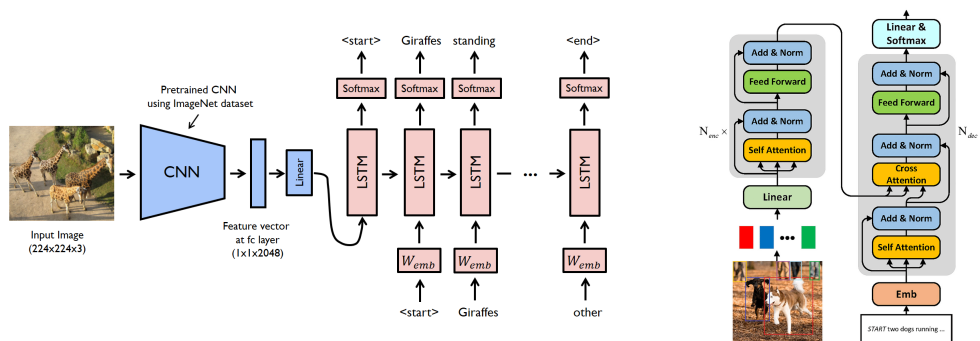 <start>
Giraffes
standing
<end>
Softmax
Softmax
Softmax
Softmax
Pretrained CNN
using ImageNet dataset
CNN
Linear
LSTM
LSTM
LSTM
...
LSTM
Feature vector
at fc layer
(1x1x2048)
Input Image
(224x224x3)
W_emb
W_emb
W_emb
<start>
Giraffes
other
N_enc ×
Add & Norm
Feed Forward
Add & Norm
Self Attention
Linear
Linear &
Softmax
Add & Norm
Feed Forward
Add & Norm
Cross
Attention
Add & Norm
Self Attention
N_dec
Emb
START two dogs running ...